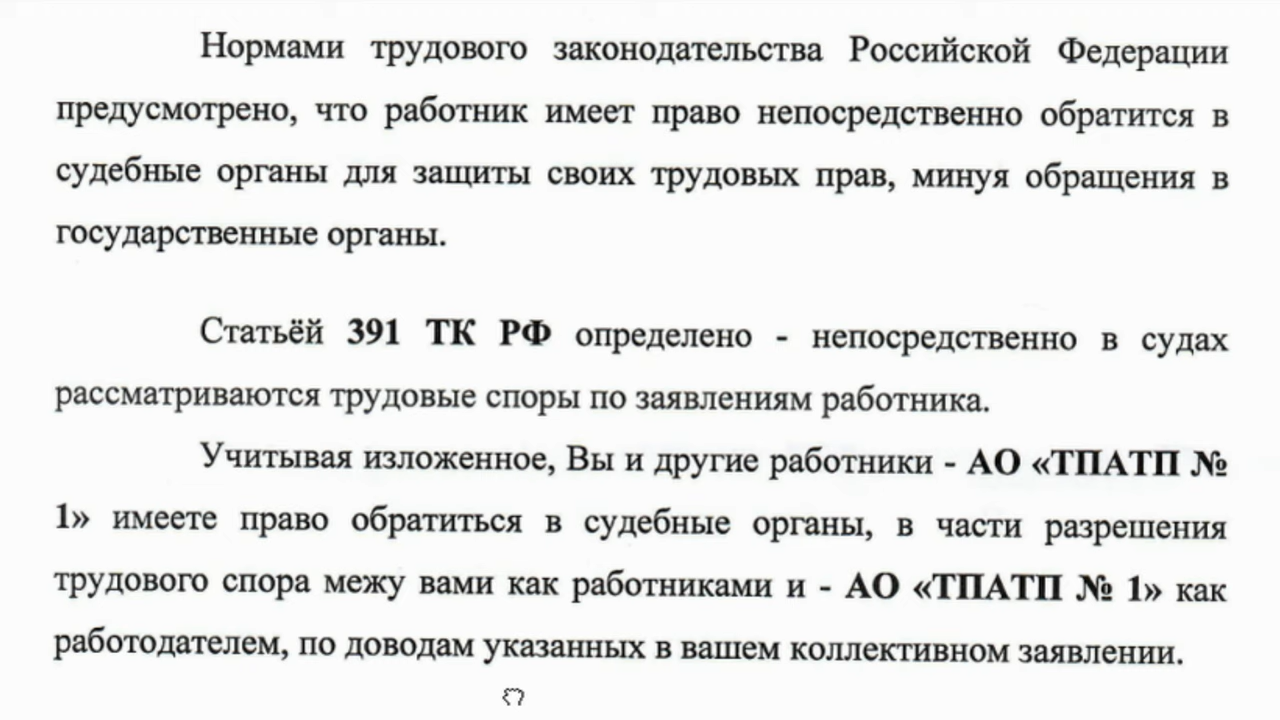 Нормами трудового законодательства Российской Федерации
предусмотрено, что работник имеет право непосредственно обратится в
судебные органы для защиты своих трудовых прав, минуя обращения в
государственные органы.
Статьёй 391 ТК РФ определено - непосредственно в судах
рассматриваются трудовые споры по заявлениям работника.
Учитывая изложенное, Вы и другие работники - АО «ТПАТП №
1» имеете право обратиться в судебные органы, в части разрешения
трудового спора межу вами как работниками и - АО «ТПАТП № 1» как
работодателем, по доводам указанных в вашем коллективном заявлении.